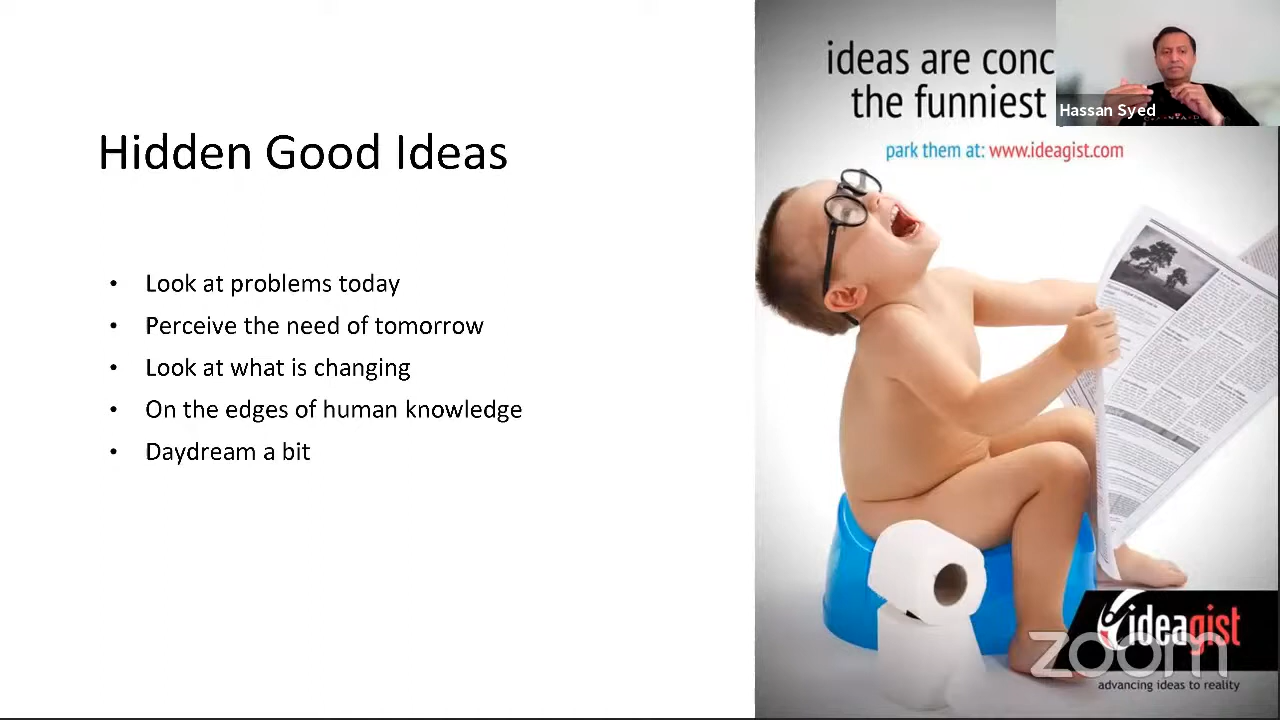 Hidden Good Ideas
• Look at problems today
• Perceive the need of tomorrow
• Look at what is changing
• On the edges of human knowledge
• Daydream a bit
ideas are conc
the funniest
park them at: www.ideagist.com
Hassan Syed
ideagist
zoom
advancing ideas to reality